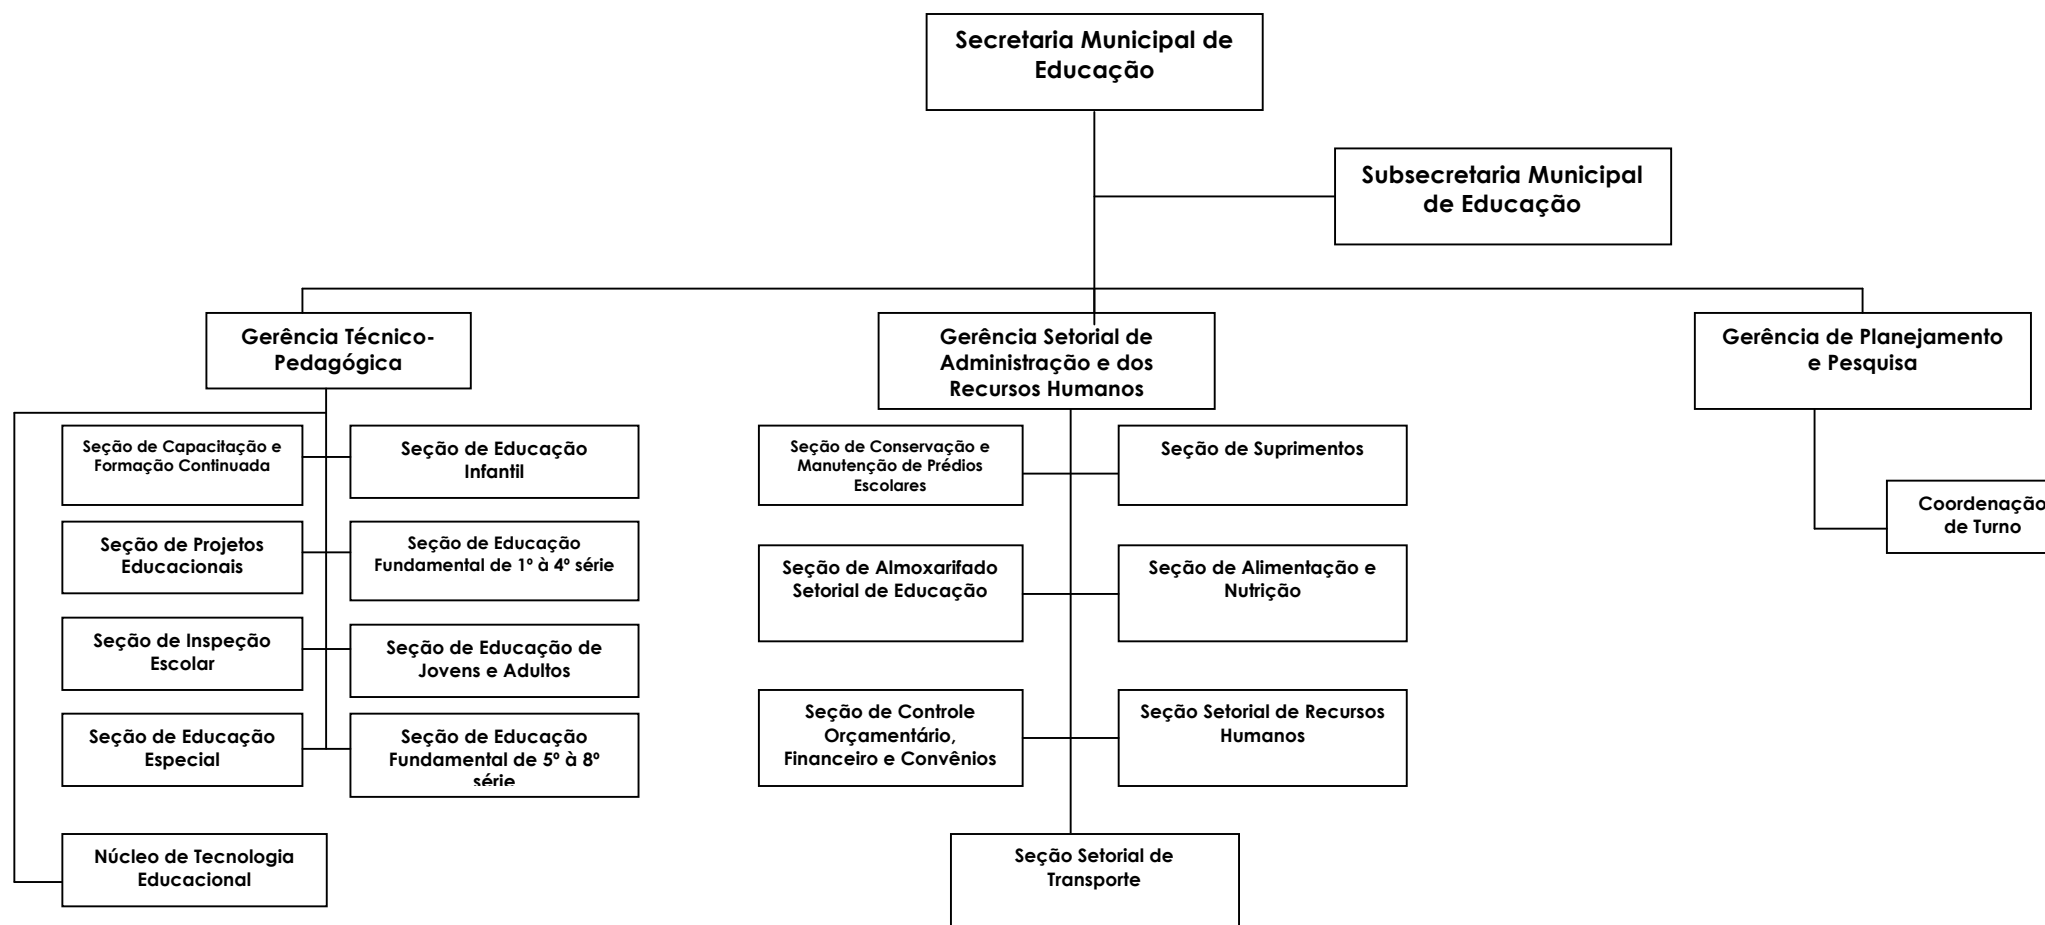 Secretaria Municipal de
Educação
Subsecretaria Municipal
de Educação
Gerência Técnico-
Pedagógica
Gerência Setorial de
Administração e dos
Recursos Humanos
Gerência de Planejamento
e Pesquisa
Seção de Capacitação e
Formação Continuada
Seção de Educação
Infantil
Seção de Projetos
Educacionais
Seção de Educação
Fundamental de 1º à 4º série
Seção de Inspeção
Escolar
Seção de Educação de
Jovens e Adultos
Seção de Educação
Especial
Seção de Educação
Fundamental de 5º à 8º
série
Núcleo de Tecnologia
Educacional
Seção de Conservação e
Manutenção de Prédios
Escolares
Seção de Suprimentos
Seção de Almoxarifado
Setorial de Educação
Seção de Alimentação e
Nutrição
Seção de Controle
Orçamentário,
Financeiro e Convênios
Seção Setorial de Recursos
Humanos
Seção Setorial de
Transporte
Coordenação
de Turno